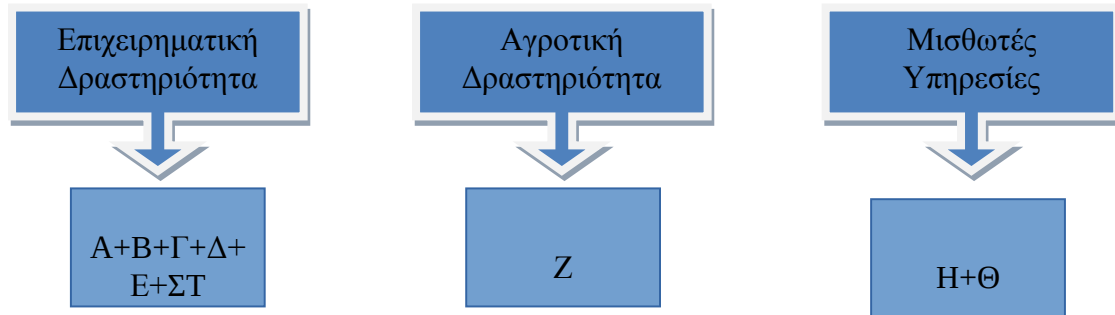 Επιχειρηματική
Δραστηριότητα
Αγροτική
Δραστηριότητα
Μισθωτές
Υπηρεσίες
Α+Β+Γ+Δ+
Ε+ΣΤ
Ζ
Η+Θ